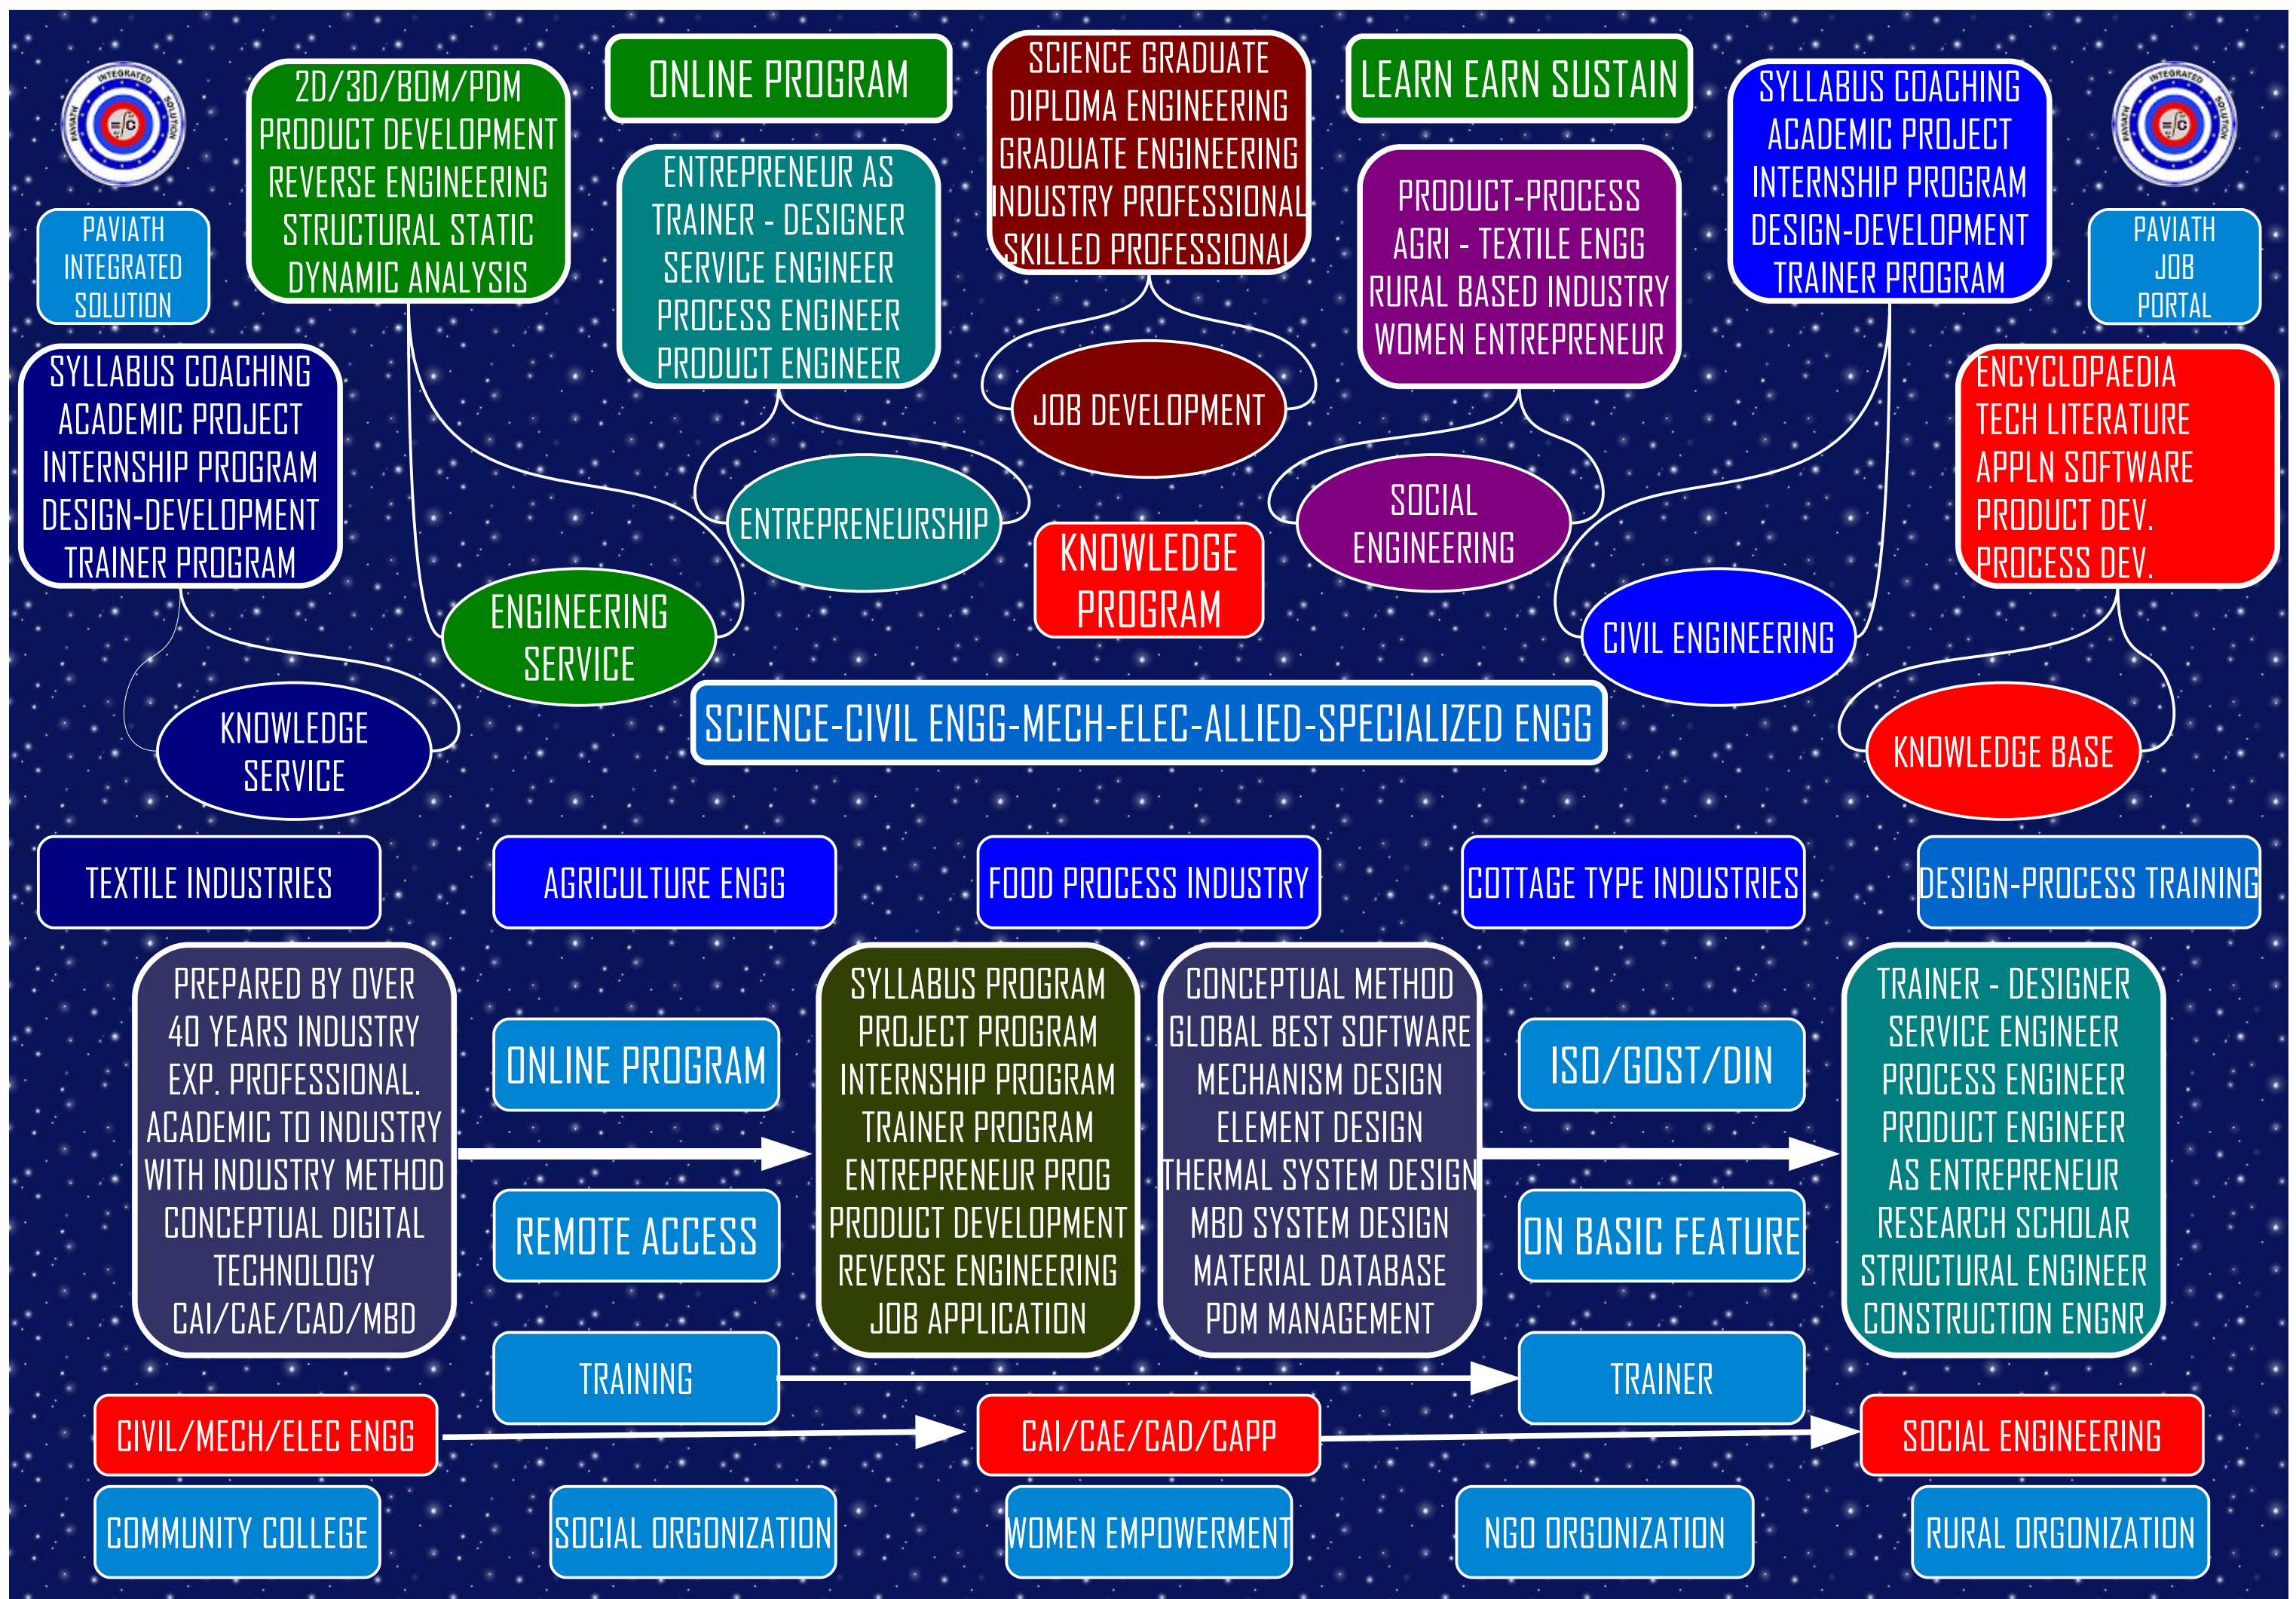 PAVIATH INTEGRATED SOLUTION
PAVIATH
INTEGRATED
SOLUTION
2D/3D/BOM/PDM
PRODUCT DEVELOPMENT
REVERSE ENGINEERING
STRUCTURAL STATIC
DYNAMIC ANALYSIS
ONLINE PROGRAM
ENTREPRENEUR AS
TRAINER - DESIGNER
SERVICE ENGINEER
PROCESS ENGINEER
PRODUCT ENGINEER
SCIENCE GRADUATE
DIPLOMA ENGINEERING
GRADUATE ENGINEERING
INDUSTRY PROFESSIONAL
SKILLED PROFESSIONAL
LEARN EARN SUSTAIN
PRODUCT-PROCESS
AGRI - TEXTILE ENGG
RURAL BASED INDUSTRY
WOMEN ENTREPRENEUR
SYLLABUS COACHING
ACADEMIC PROJECT
INTERNSHIP PROGRAM
DESIGN-DEVELOPMENT
TRAINER PROGRAM
PAVIATH INTEGRATED SOLUTION
PAVIATH
JOB
PORTAL
SYLLABUS COACHING
ACADEMIC PROJECT
INTERNSHIP PROGRAM
DESIGN-DEVELOPMENT
TRAINER PROGRAM
JOB DEVELOPMENT
ENCYCLOPAEDIA
TECH LITERATURE
APPLN SOFTWARE
PRODUCT DEV.
PROCESS DEV.
ENTREPRENEURSHIP
SOCIAL
ENGINEERING
KNOWLEDGE
PROGRAM
ENGINEERING
SERVICE
CIVIL ENGINEERING
KNOWLEDGE
SERVICE
SCIENCE-CIVIL ENGG-MECH-ELEC-ALLIED-SPECIALIZED ENGG
KNOWLEDGE BASE
TEXTILE INDUSTRIES
AGRICULTURE ENGG
FOOD PROCESS INDUSTRY
COTTAGE TYPE INDUSTRIES
DESIGN-PROCESS TRAINING
PREPARED BY OVER
40 YEARS INDUSTRY
EXP. PROFESSIONAL.
ACADEMIC TO INDUSTRY
WITH INDUSTRY METHOD
CONCEPTUAL DIGITAL
TECHNOLOGY
CAI/CAE/CAD/MBD
ONLINE PROGRAM
REMOTE ACCESS
TRAINING
SYLLABUS PROGRAM
PROJECT PROGRAM
INTERNSHIP PROGRAM
TRAINER PROGRAM
ENTREPRENEUR PROG
PRODUCT DEVELOPMENT
REVERSE ENGINEERING
JOB APPLICATION
CONCEPTUAL METHOD
GLOBAL BEST SOFTWARE
MECHANISM DESIGN
ELEMENT DESIGN
THERMAL SYSTEM DESIGN
MBD SYSTEM DESIGN
MATERIAL DATABASE
PDM MANAGEMENT
ISO/GOST/DIN
ON BASIC FEATURE
TRAINER
TRAINER - DESIGNER
SERVICE ENGINEER
PROCESS ENGINEER
PRODUCT ENGINEER
AS ENTREPRENEUR
RESEARCH SCHOLAR
STRUCTURAL ENGINEER
CONSTRUCTION ENGNR
CIVIL/MECH/ELEC ENGG
CAI/CAE/CAD/CAPP
SOCIAL ENGINEERING
COMMUNITY COLLEGE
SOCIAL ORGONIZATION
WOMEN EMPOWERMENT
NGO ORGONIZATION
RURAL ORGONIZATION